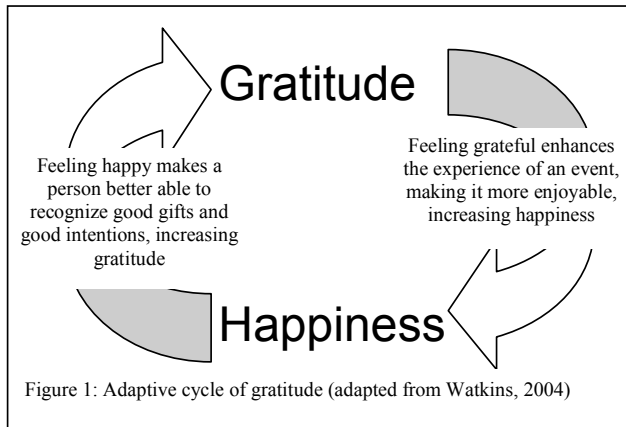 Gratitude
Feeling happy makes a
person better able to
recognize good gifts and
good intentions, increasing
gratitude
Feeling grateful enhances
the experience of an event,
making it more enjoyable,
increasing happiness
Happiness
Figure 1: Adaptive cycle of gratitude (adapted from Watkins, 2004)